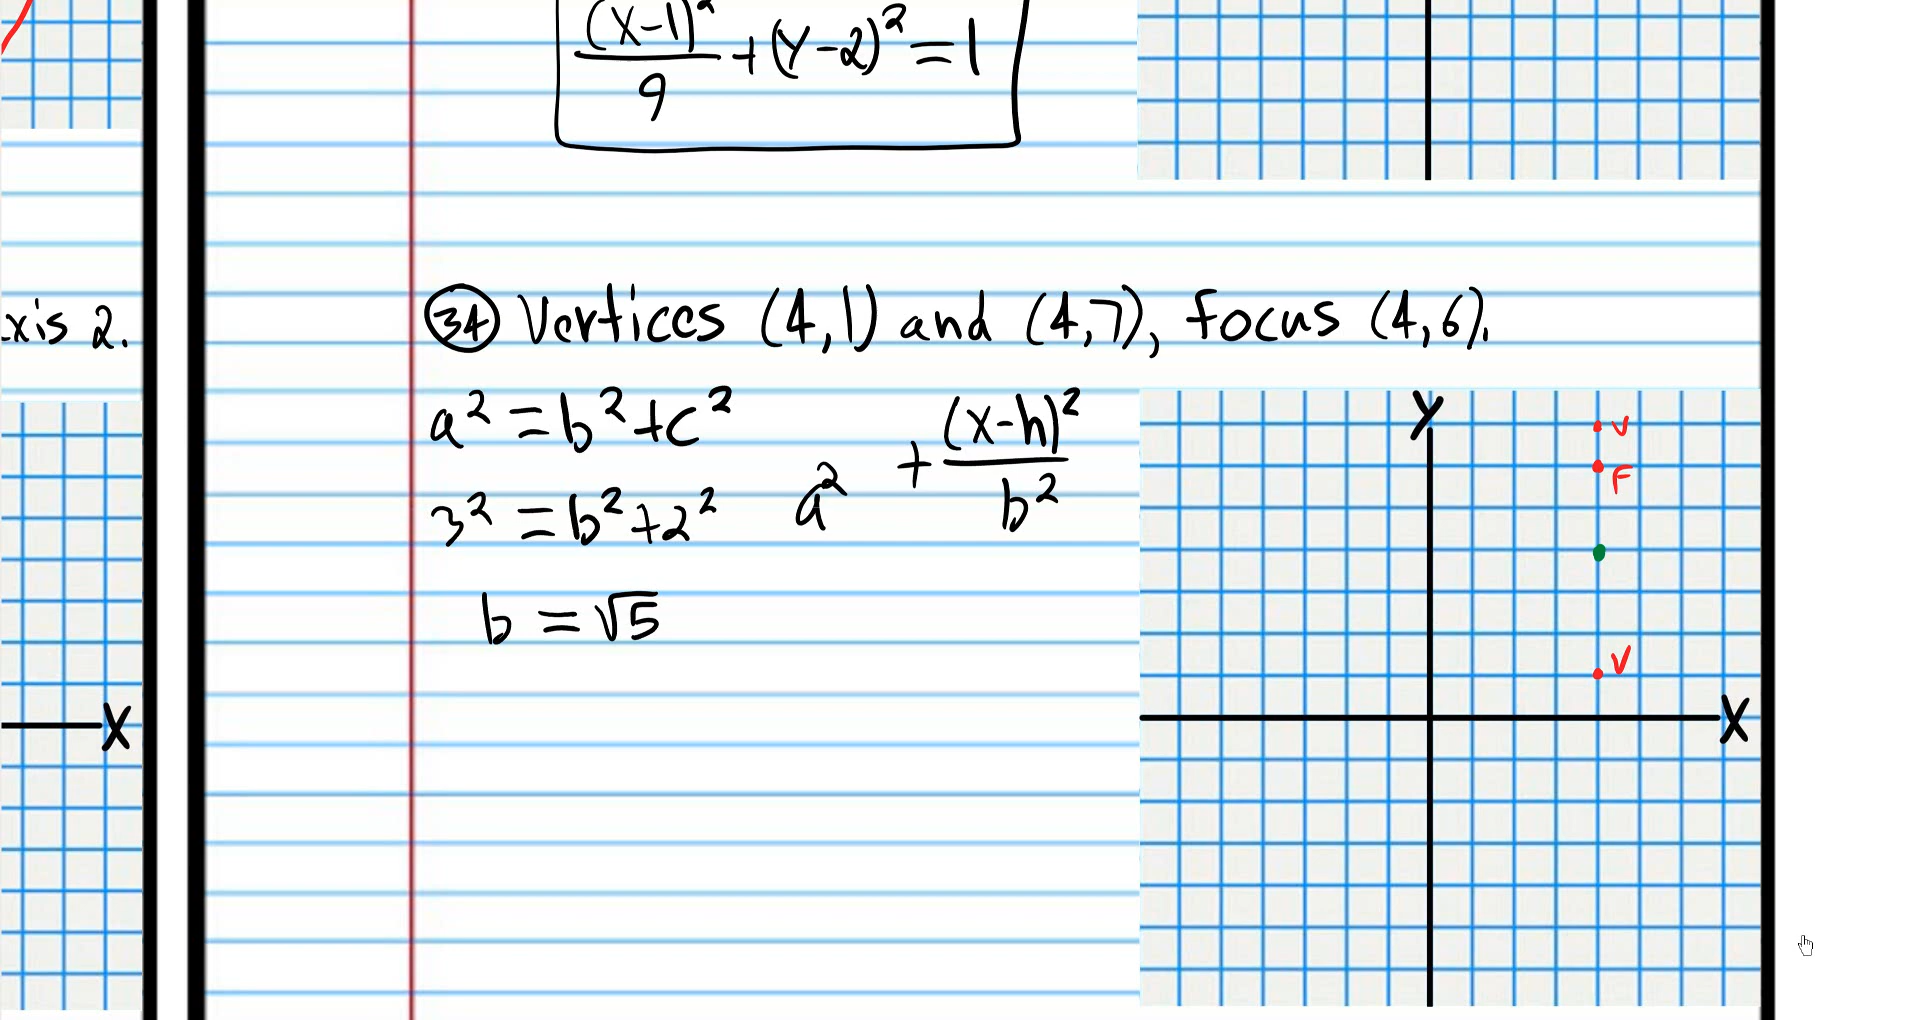 (x-1)²/9 + (y-2)² = 1
xis 2.
34 Vertices (4,1) and (4,7), focus (4,6).
a² = b² + c²
a² + (x-h)²/b²
3² = b² + 2²
b = √5
Y
V
F
V
X
X